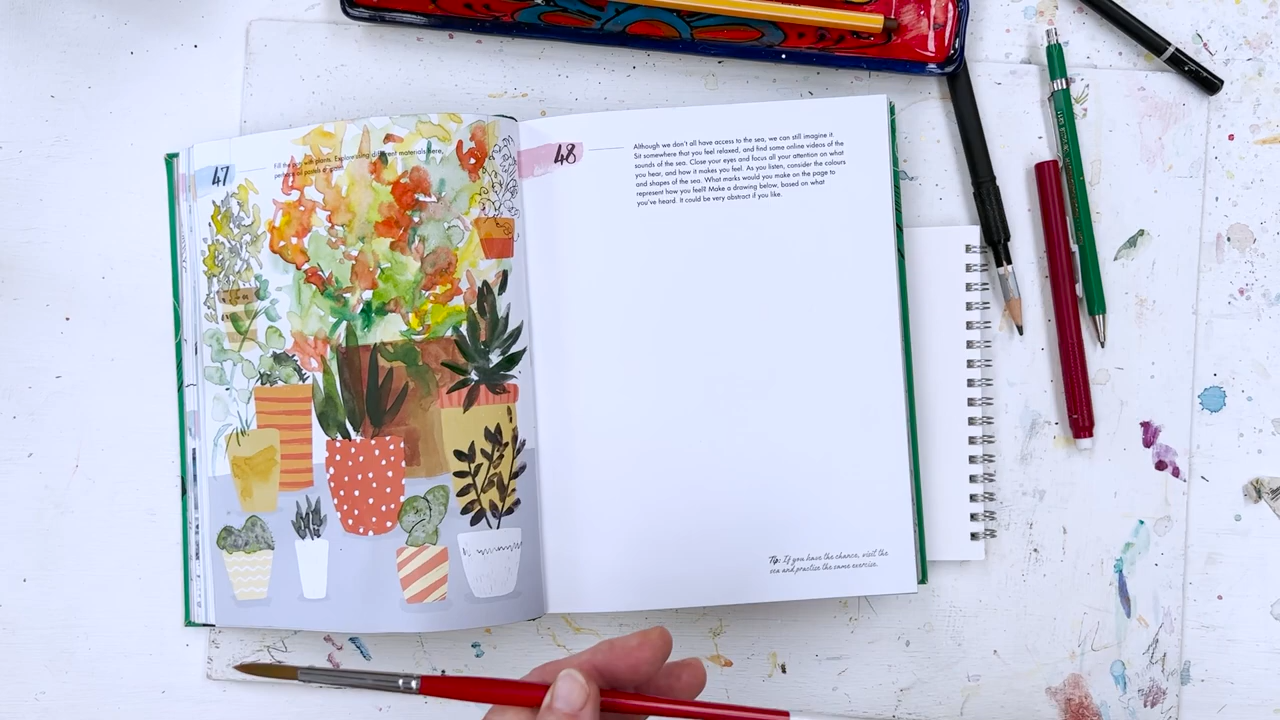 47
Fill the pots with plants. Explore using different materials here,
perhaps oil pastels or paint.
48
Although we don't all have access to the sea, we can still imagine it.
Sit somewhere that you feel relaxed, and find some online videos of the
sounds of the sea. Close your eyes and focus all your attention on what
you hear, and how it makes you feel. As you listen, consider the colours
and shapes of the sea. What marks would you make on the page to
represent how you feel? Make a drawing below, based on what
you've heard. It could be very abstract if you like.
Tip: If you have the chance, visit the
sea and practise the same exercise.